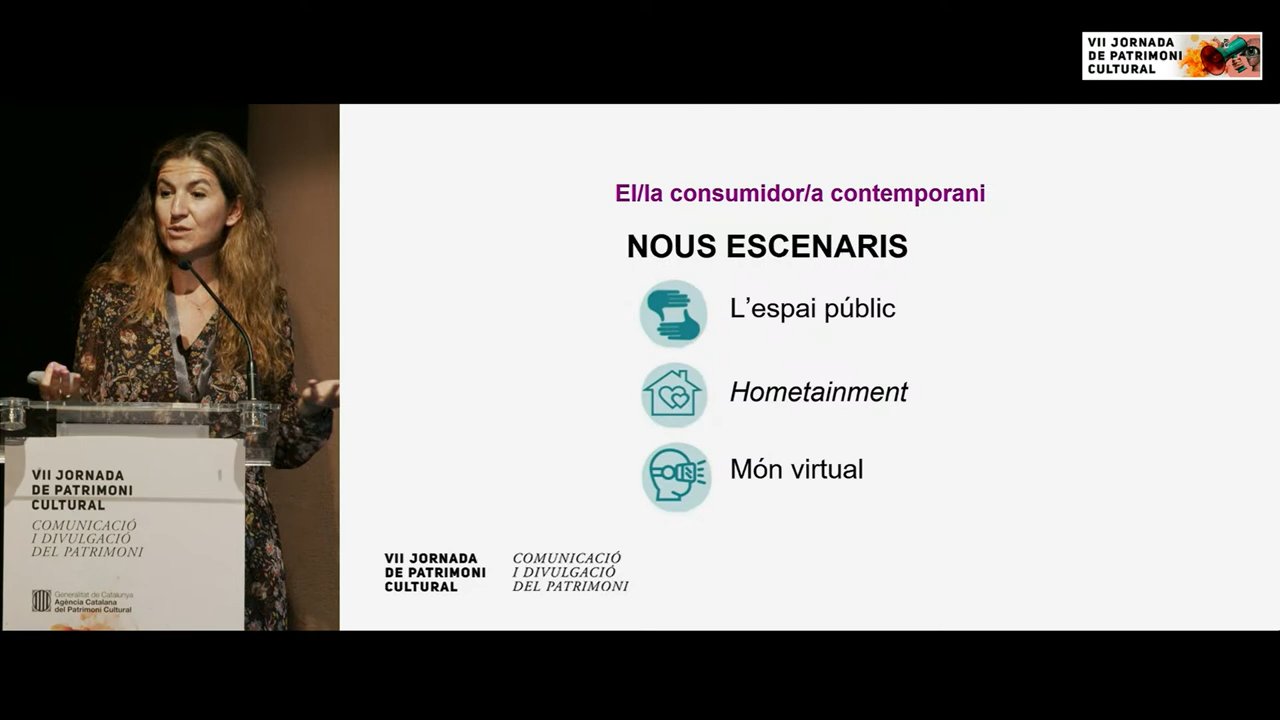 VII JORNADA
DE PATRIMONI
CULTURAL
El/la consumidor/a contemporani
NOUS ESCENARIS
L’espai públic
Hometainment
Món virtual
VII JORNADA
DE PATRIMONI
CULTURAL
COMUNICACIÓ
I DIVULGACIÓ
DEL PATRIMONI
VII JORNADA
DE PATRIMONI
CULTURAL
COMUNICACIÓ
I DIVULGACIÓ
DEL PATRIMONI
Generalitat de Catalunya
Agència Catalana
del Patrimoni Cultural